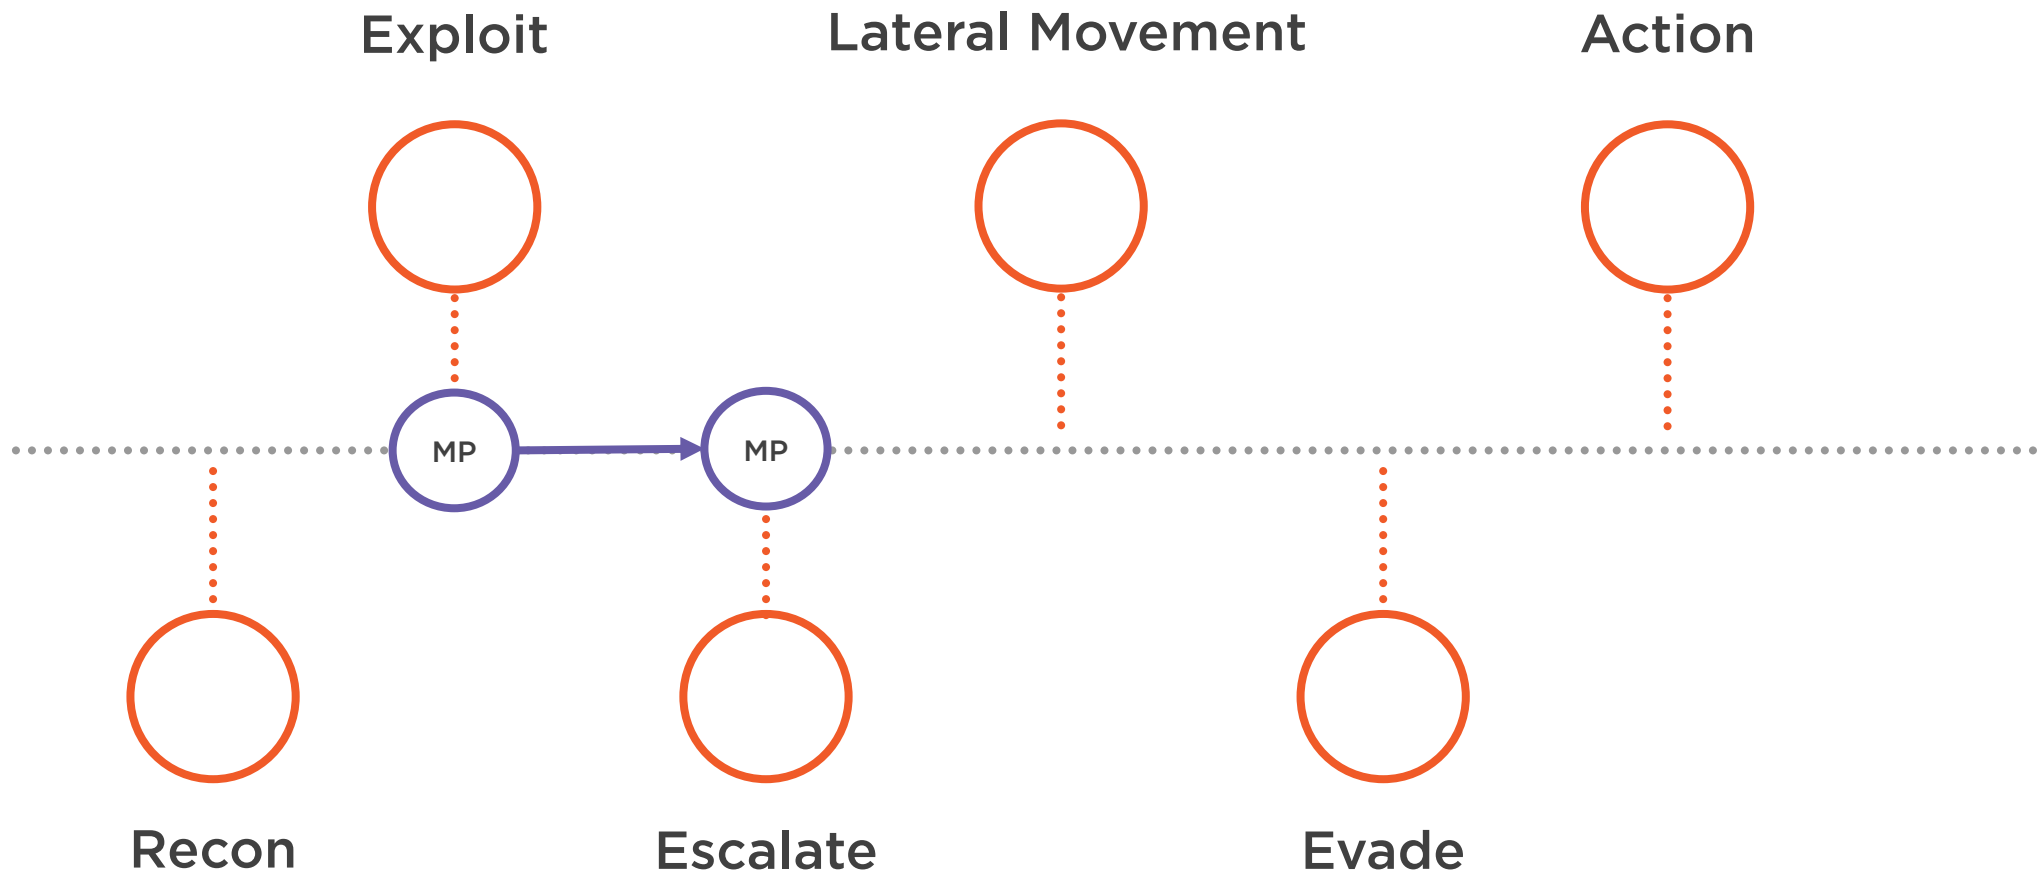 Exploit
Lateral Movement
Action
MP
MP
Recon
Escalate
Evade